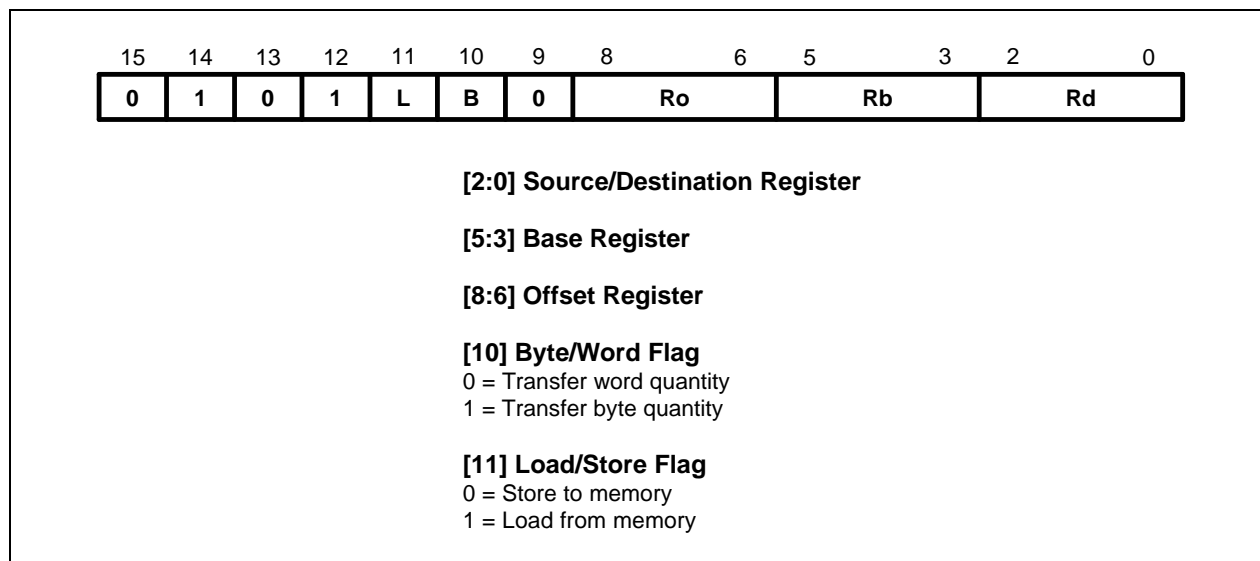 15 14 13 12 11 10 9 8 6 5 3 2 0
0 1 0 1 L B 0 Ro Rb Rd
[2:0] Source/Destination Register
[5:3] Base Register
[8:6] Offset Register
[10] Byte/Word Flag
0 = Transfer word quantity
1 = Transfer byte quantity
[11] Load/Store Flag
0 = Store to memory
1 = Load from memory